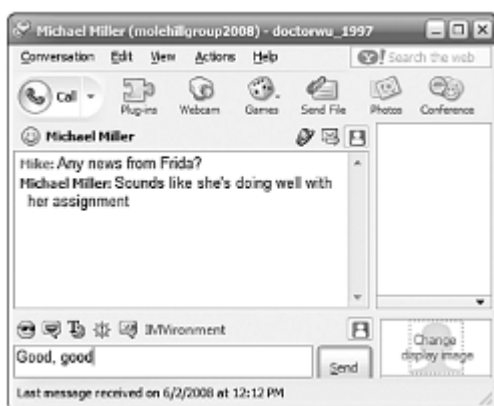 Michael Miller (molehillgroup2008) - doctorwu_1997
Conversation Edit View Actions Help
Search the web
Call
Plug-ins Webcam Games Send File Photos Conference
Michael Miller
Mike: Any news from Frida?
Michael Miller: Sounds like she's doing well with
her assignment
IMVironment
Change
display image
Good, good
Send
Last message received on 6/2/2008 at 12:12 PM